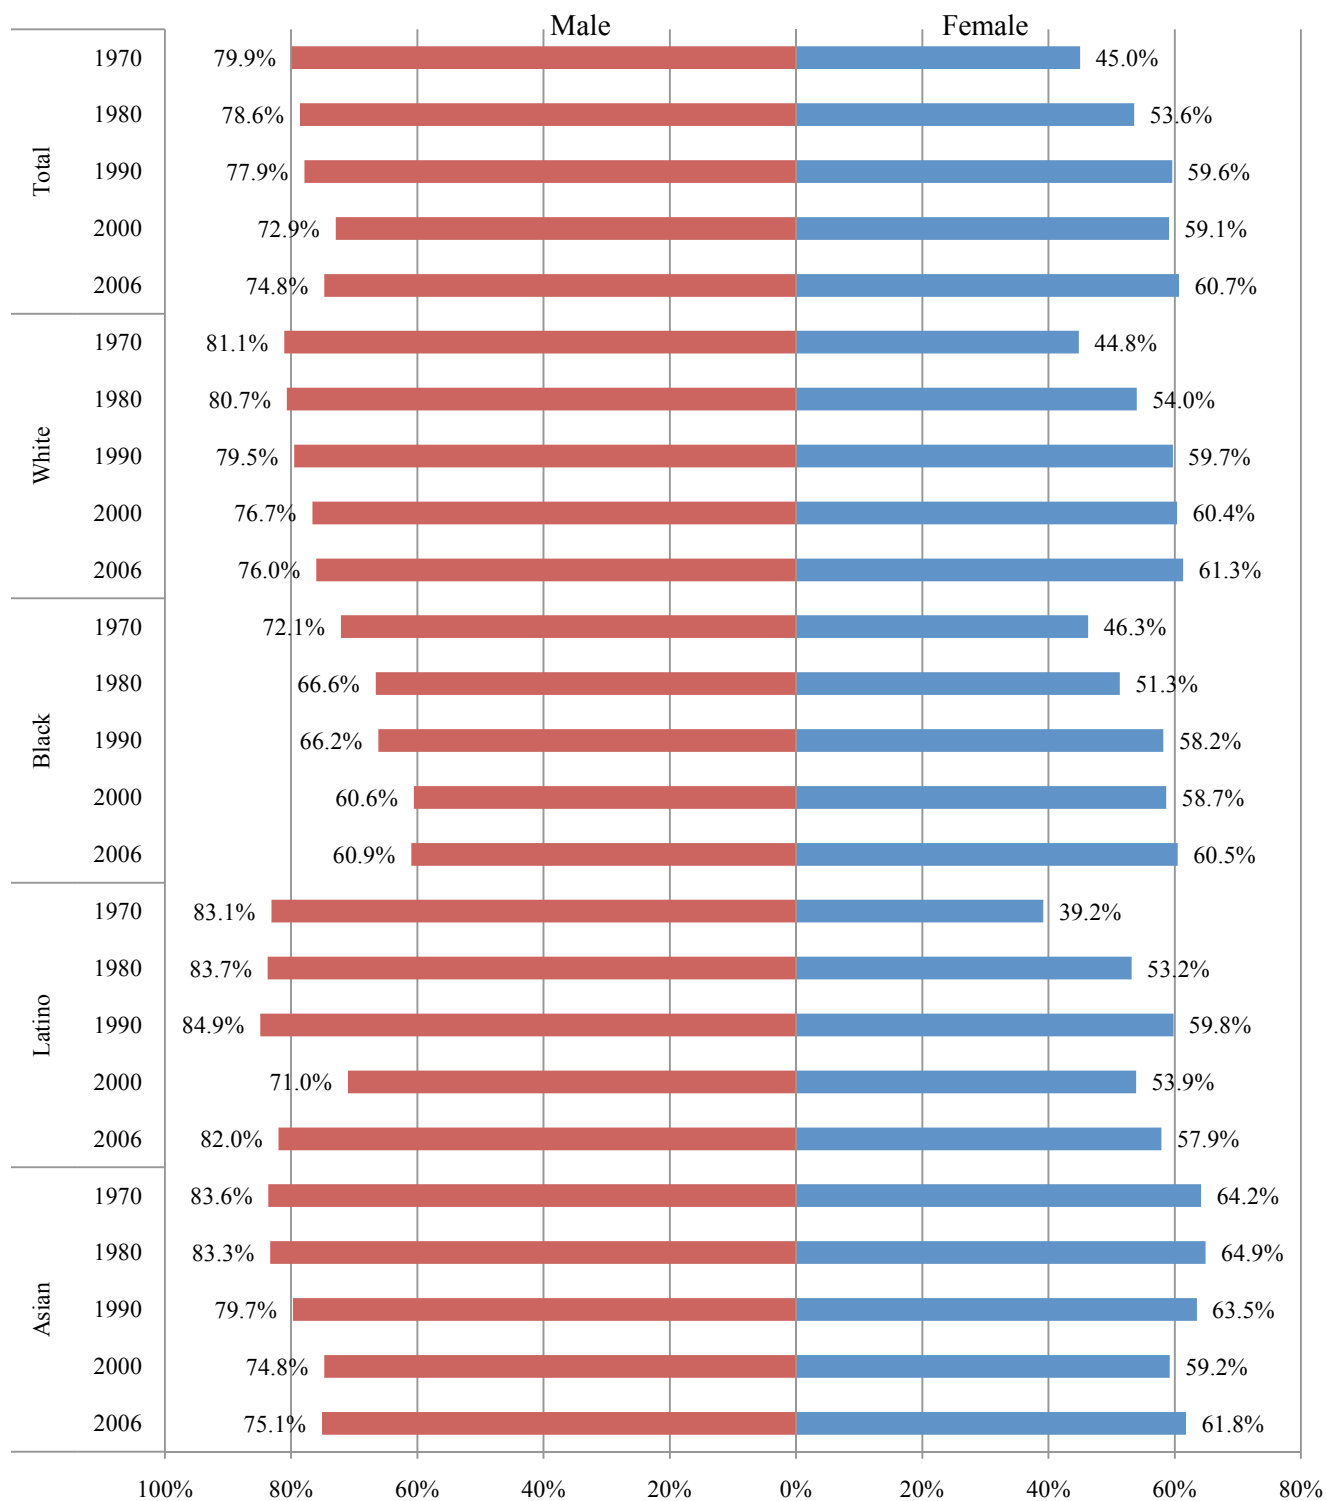 Male Female
Total
1970 79.9% 45.0%
1980 78.6% 53.6%
1990 77.9% 59.6%
2000 72.9% 59.1%
2006 74.8% 60.7%
White
1970 81.1% 44.8%
1980 80.7% 54.0%
1990 79.5% 59.7%
2000 76.7% 60.4%
2006 76.0% 61.3%
Black
1970 72.1% 46.3%
1980 66.6% 51.3%
1990 66.2% 58.2%
2000 60.6% 58.7%
2006 60.9% 60.5%
Latino
1970 83.1% 39.2%
1980 83.7% 53.2%
1990 84.9% 59.8%
2000 71.0% 53.9%
2006 82.0% 57.9%
Asian
1970 83.6% 64.2%
1980 83.3% 64.9%
1990 79.7% 63.5%
2000 74.8% 59.2%
2006 75.1% 61.8%
100% 80% 60% 40% 20% 0% 20% 40% 60% 80%